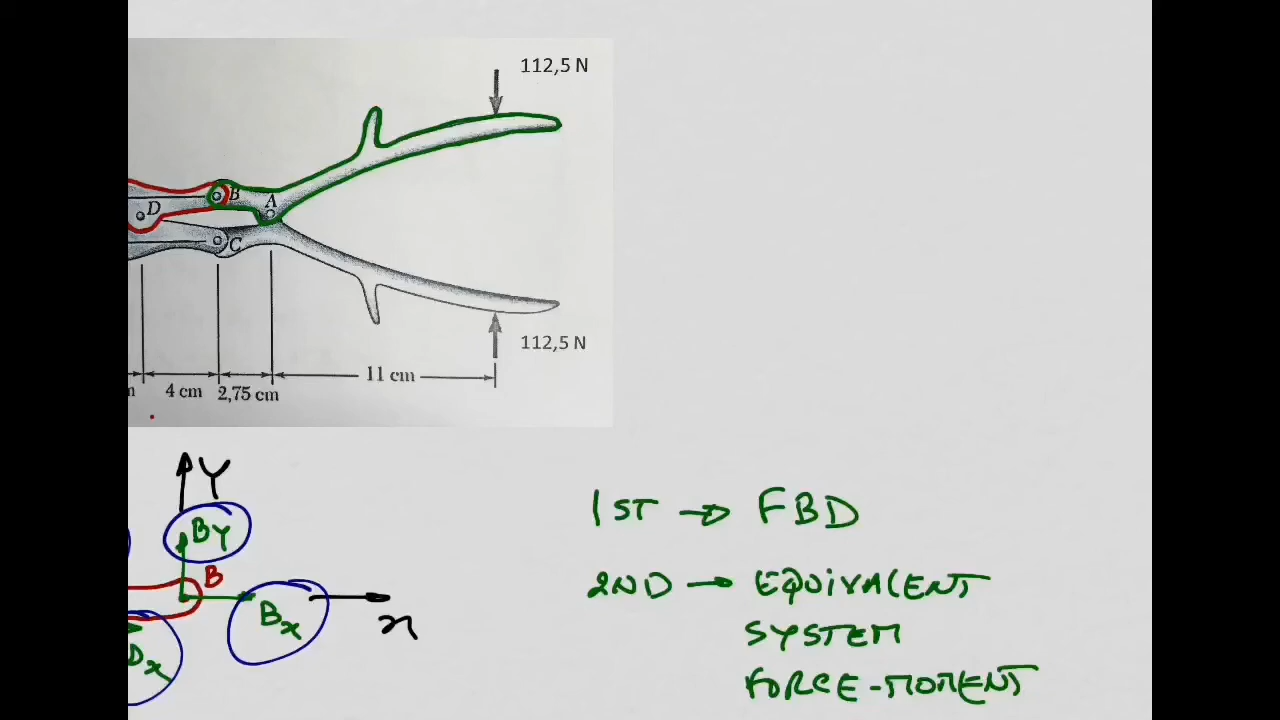 112,5 N
B
A
D
C
112,5 N
11 cm
4 cm
2,75 cm
Y
By
B
Bx
x
Dx
1ST → FBD
2ND → EQUIVALENT
SYSTEM
FORCE-MOMENT